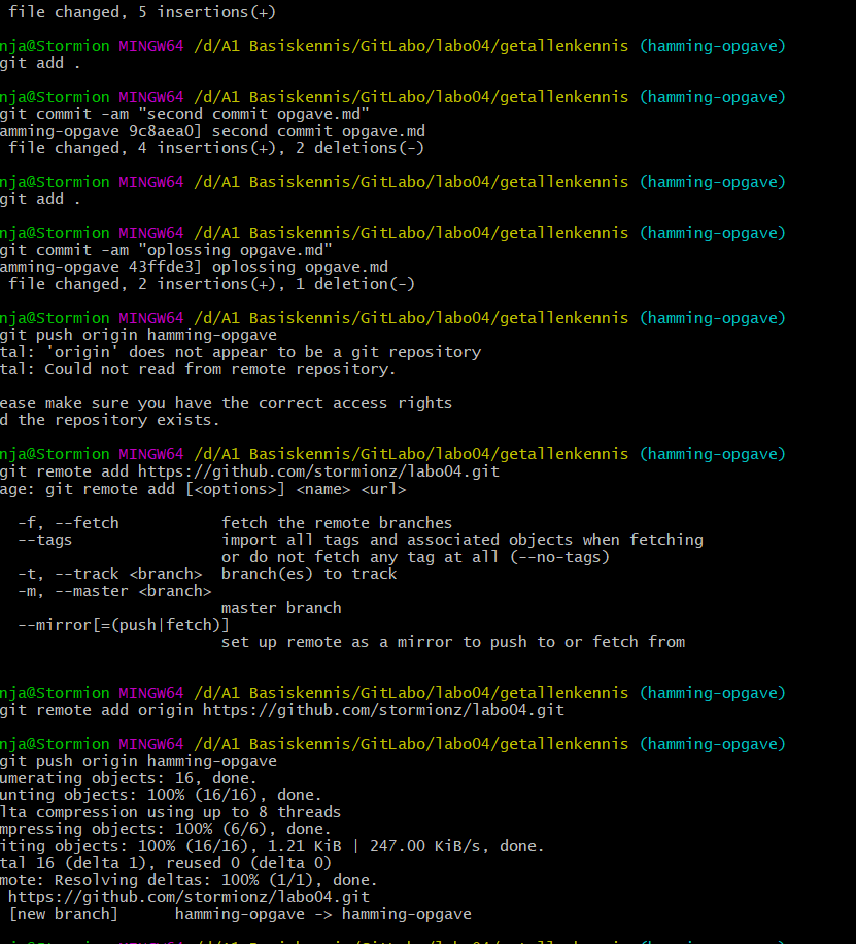 file changed, 5 insertions(+)
nja@Stormion MINGW64 /d/A1 Basiskennis/GitLabo/labo04/getallenkennis (hamming-opgave)
git add .
nja@Stormion MINGW64 /d/A1 Basiskennis/GitLabo/labo04/getallenkennis (hamming-opgave)
git commit -am "second commit opgave.md"
amming-opgave 9c8aea0] second commit opgave.md
file changed, 4 insertions(+), 2 deletions(-)
nja@Stormion MINGW64 /d/A1 Basiskennis/GitLabo/labo04/getallenkennis (hamming-opgave)
git add .
nja@Stormion MINGW64 /d/A1 Basiskennis/GitLabo/labo04/getallenkennis (hamming-opgave)
git commit -am "oplossing opgave.md"
amming-opgave 43ffde3] oplossing opgave.md
file changed, 2 insertions(+), 1 deletion(-)
nja@Stormion MINGW64 /d/A1 Basiskennis/GitLabo/labo04/getallenkennis (hamming-opgave)
git push origin hamming-opgave
tal: 'origin' does not appear to be a git repository
tal: Could not read from remote repository.
ease make sure you have the correct access rights
d the repository exists.
nja@Stormion MINGW64 /d/A1 Basiskennis/GitLabo/labo04/getallenkennis (hamming-opgave)
git remote add https://github.com/stormionz/labo04.git
age: git remote add [<options>] <name> <url>
-f, --fetch fetch the remote branches
--tags import all tags and associated objects when fetching
or do not fetch any tag at all (--no-tags)
-t, --track <branch> branch(es) to track
-m, --master <branch>
master branch
--mirror[=(push|fetch)]
set up remote as a mirror to push to or fetch from
nja@Stormion MINGW64 /d/A1 Basiskennis/GitLabo/labo04/getallenkennis (hamming-opgave)
git remote add origin https://github.com/stormionz/labo04.git
nja@Stormion MINGW64 /d/A1 Basiskennis/GitLabo/labo04/getallenkennis (hamming-opgave)
git push origin hamming-opgave
umerating objects: 16, done.
unting objects: 100% (16/16), done.
lta compression using up to 8 threads
mpressing objects: 100% (6/6), done.
iting objects: 100% (16/16), 1.21 KiB | 247.00 KiB/s, done.
tal 16 (delta 1), reused 0 (delta 0)
mote: Resolving deltas: 100% (1/1), done.
https://github.com/stormionz/labo04.git
[new branch] hamming-opgave -> hamming-opgave